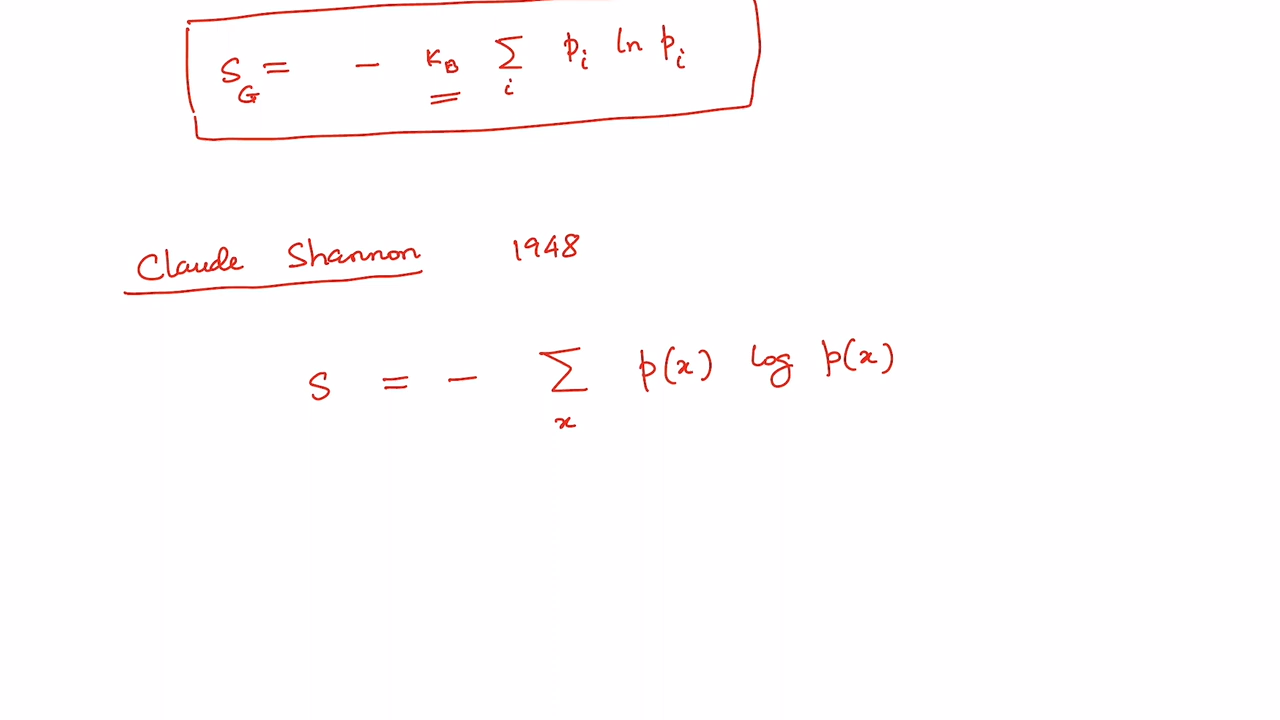 S_G = - K_B Σ_i p_i ln p_i
Claude Shannon 1948
S = - Σ_x p(x) log p(x)